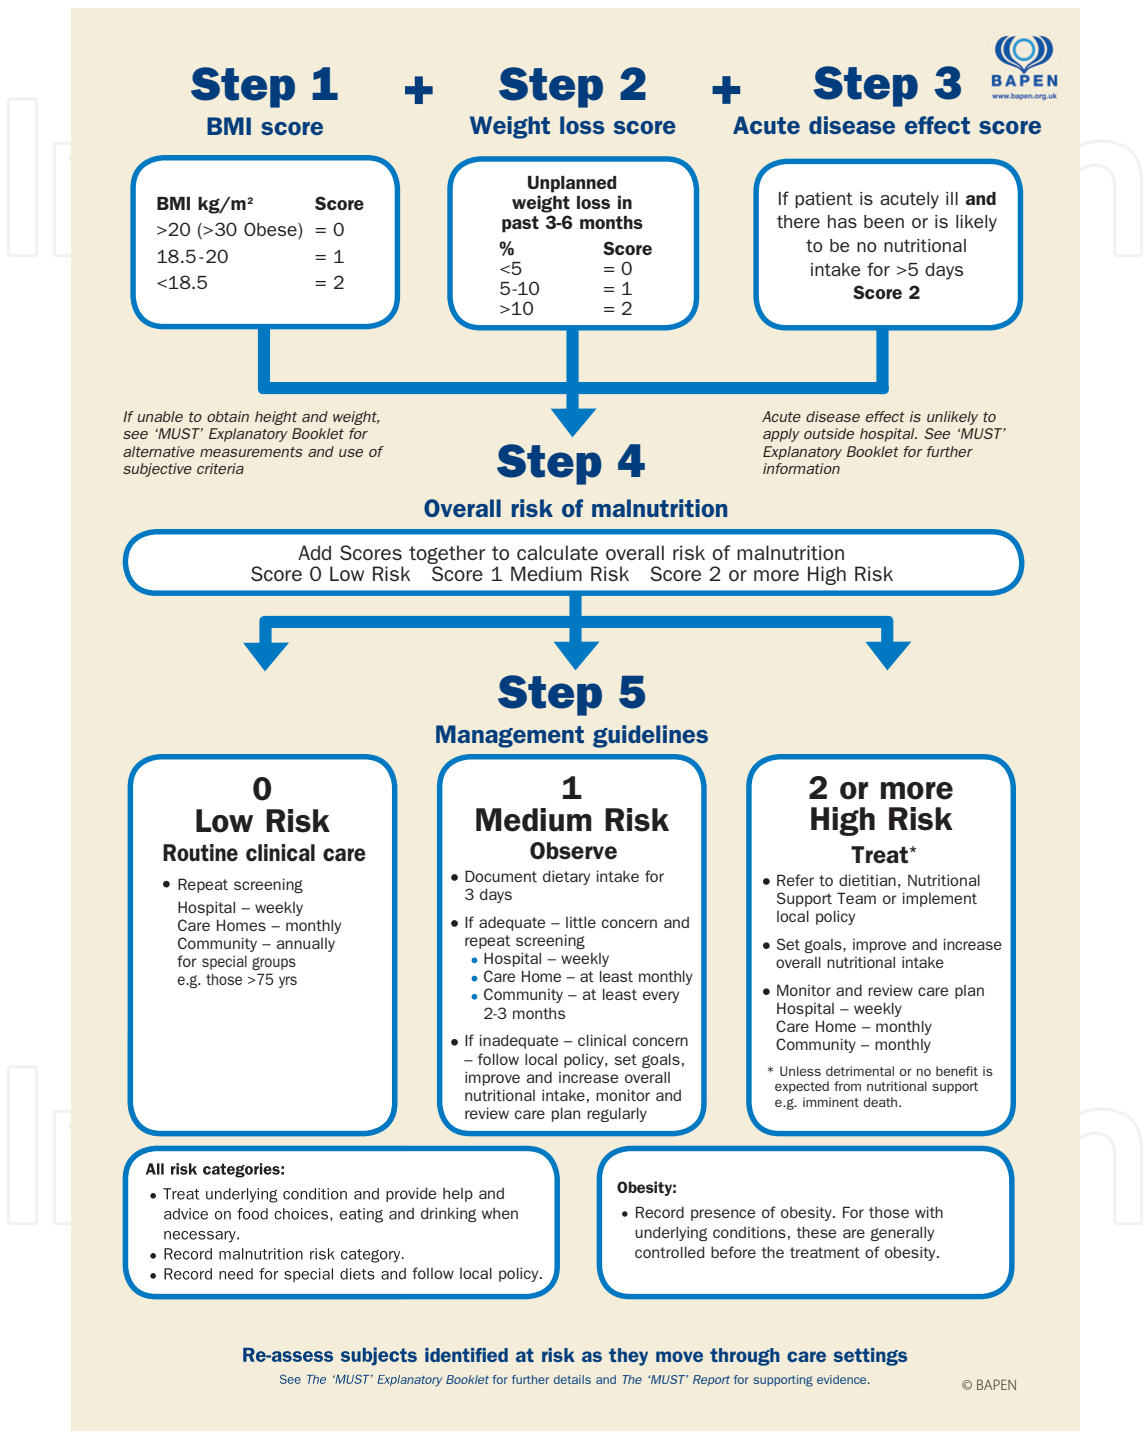 Step 1 + Step 2 + Step 3
BAPEN
www.bapen.org.uk
BMI score
Weight loss score
Acute disease effect score
BMI kg/m² Score
>20 (>30 Obese) = 0
18.5-20 = 1
<18.5 = 2
Unplanned
weight loss in
past 3-6 months
% Score
<5 = 0
5-10 = 1
>10 = 2
If patient is acutely ill and
there has been or is likely
to be no nutritional
intake for >5 days
Score 2
If unable to obtain height and weight,
see ‘MUST’ Explanatory Booklet for
alternative measurements and use of
subjective criteria
Acute disease effect is unlikely to
apply outside hospital. See ‘MUST’
Explanatory Booklet for further
information
Step 4
Overall risk of malnutrition
Add Scores together to calculate overall risk of malnutrition
Score 0 Low Risk Score 1 Medium Risk Score 2 or more High Risk
Step 5
Management guidelines
0
Low Risk
Routine clinical care
• Repeat screening
Hospital – weekly
Care Homes – monthly
Community – annually
for special groups
e.g. those >75 yrs
1
Medium Risk
Observe
• Document dietary intake for
3 days
• If adequate – little concern and
repeat screening
• Hospital – weekly
• Care Home – at least monthly
• Community – at least every
2-3 months
• If inadequate – clinical concern
– follow local policy, set goals,
improve and increase overall
nutritional intake, monitor and
review care plan regularly
2 or more
High Risk
Treat*
• Refer to dietitian, Nutritional
Support Team or implement
local policy
• Set goals, improve and increase
overall nutritional intake
• Monitor and review care plan
Hospital – weekly
Care Home – monthly
Community – monthly
* Unless detrimental or no benefit is
expected from nutritional support
e.g. imminent death.
All risk categories:
• Treat underlying condition and provide help and
advice on food choices, eating and drinking when
necessary.
• Record malnutrition risk category.
• Record need for special diets and follow local policy.
Obesity:
• Record presence of obesity. For those with
underlying conditions, these are generally
controlled before the treatment of obesity.
Re-assess subjects identified at risk as they move through care settings
See The ‘MUST’ Explanatory Booklet for further details and The ‘MUST’ Report for supporting evidence.
© BAPEN